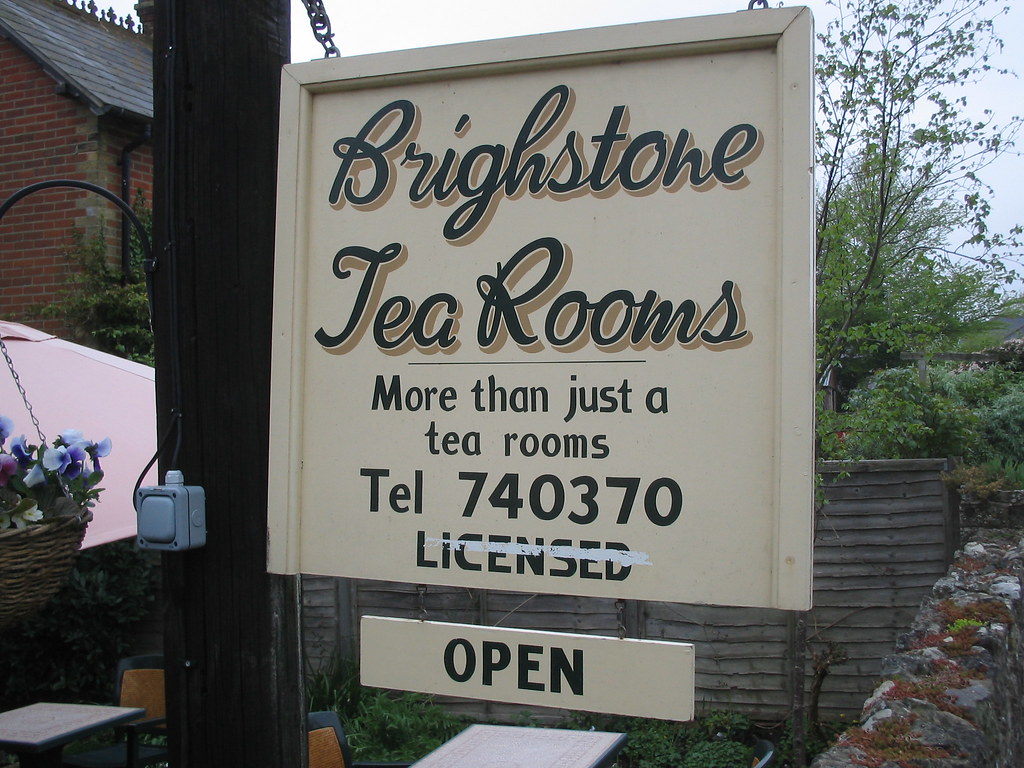 Brighstone
Tea Rooms
More than just a
tea rooms
Tel 740370
LICENSED
OPEN